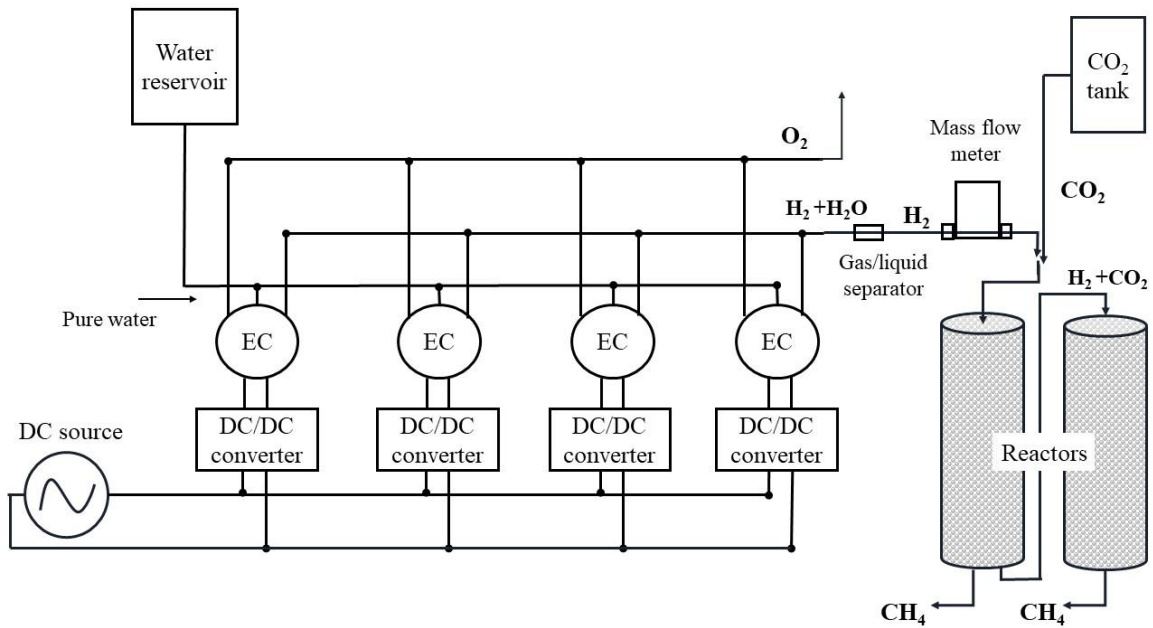 Water
reservoir
CO₂
tank
Mass flow
meter
O₂
CO₂
H₂ +H₂O
H₂
Gas/liquid
separator
H₂ +CO₂
Pure water
EC
EC
EC
EC
DC source
DC/DC
converter
DC/DC
converter
DC/DC
converter
DC/DC
converter
Reactors
CH₄
CH₄